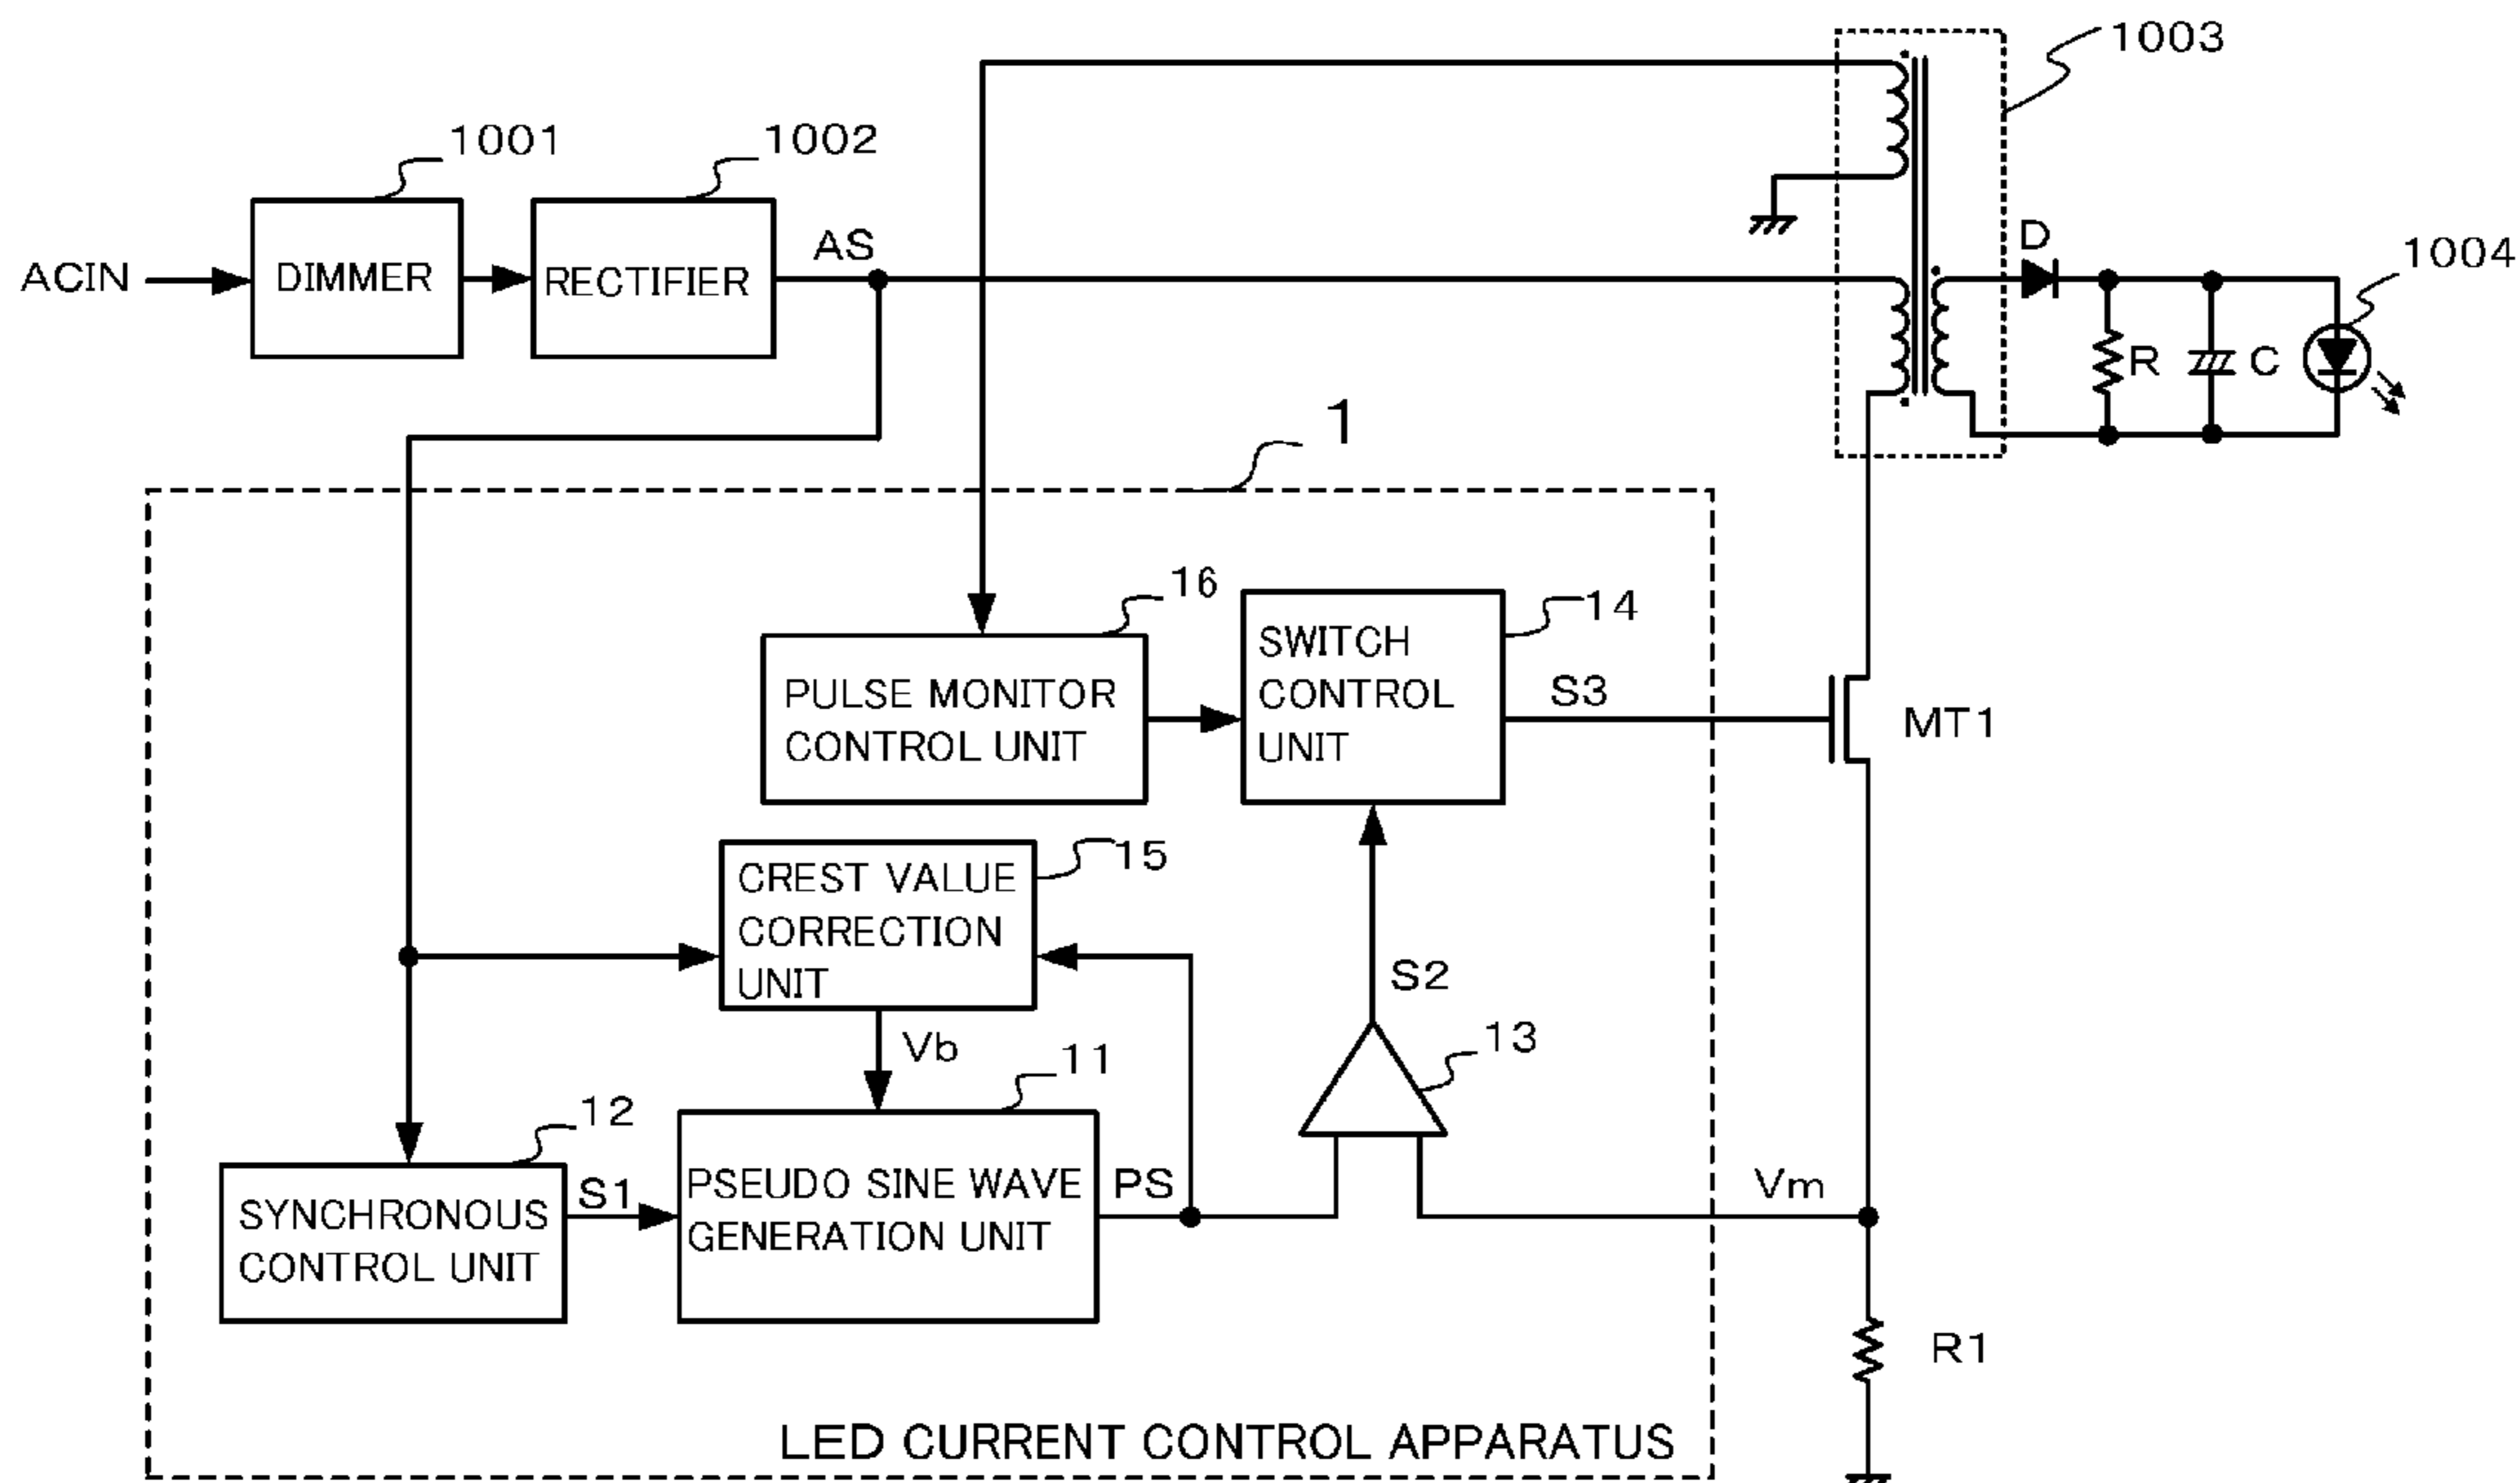 1003
1001
1002
ACIN
DIMMER
RECTIFIER
AS
D
1004
R
C
1
16
14
PULSE MONITOR
CONTROL UNIT
SWITCH
CONTROL
UNIT
S3
MT1
15
CREST VALUE
CORRECTION
UNIT
S2
Vb
11
13
12
SYNCHRONOUS
CONTROL UNIT
S1
PSEUDO SINE WAVE
GENERATION UNIT
PS
Vm
R1
LED CURRENT CONTROL APPARATUS